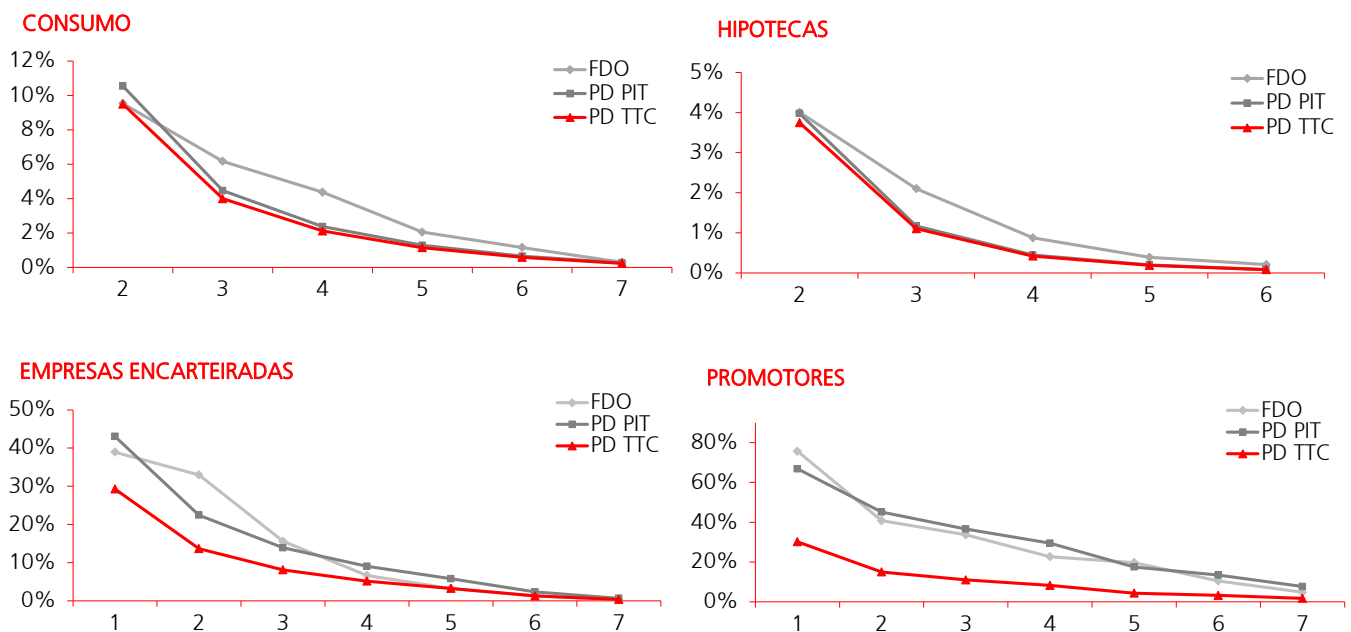 CONSUMO
12%
10%
8%
6%
4%
2%
0%
2 3 4 5 6 7
FDO
PD PIT
PD TTC
HIPOTECAS
5%
4%
3%
2%
1%
0%
2 3 4 5 6
FDO
PD PIT
PD TTC
EMPRESAS ENCARTEIRADAS
50%
40%
30%
20%
10%
0%
1 2 3 4 5 6 7
FDO
PD PIT
PD TTC
PROMOTORES
80%
60%
40%
20%
0%
1 2 3 4 5 6 7
FDO
PD PIT
PD TTC